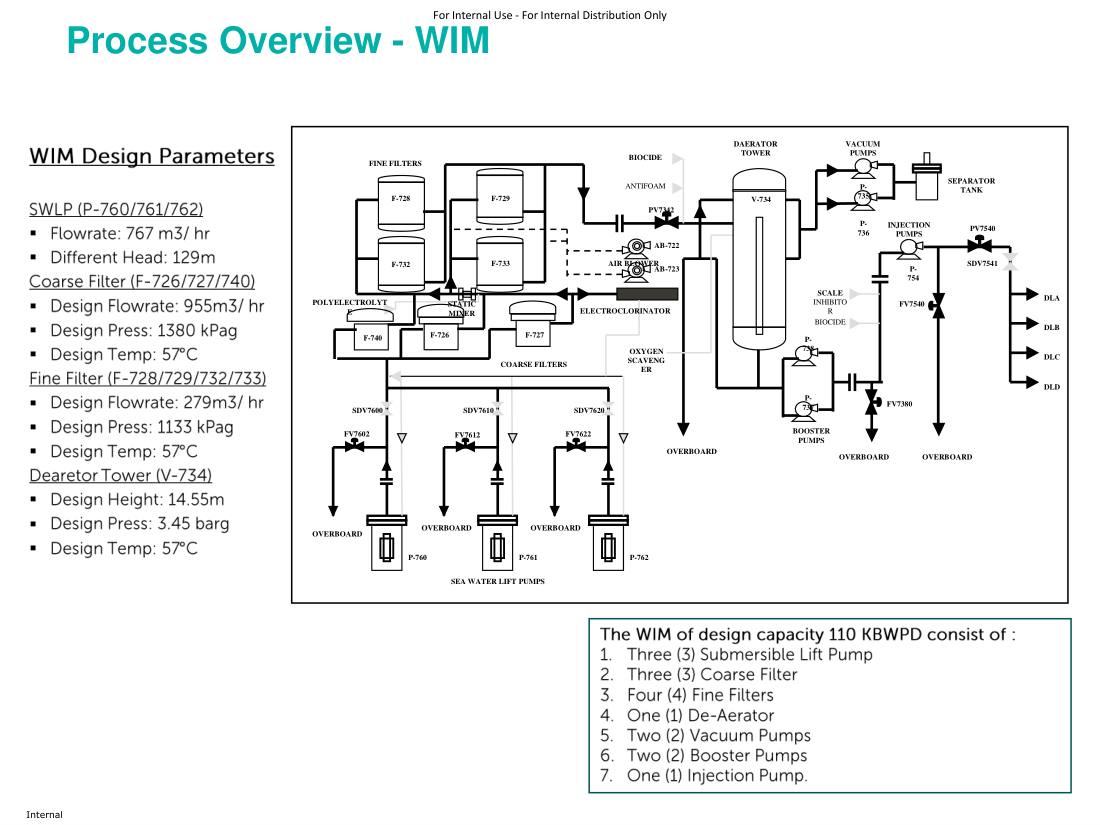 For Internal Use - For Internal Distribution Only
Process Overview - WIM
WIM Design Parameters
SWLP (P-760/761/762)
▪ Flowrate: 767 m3/ hr
▪ Different Head: 129m
Coarse Filter (F-726/727/740)
▪ Design Flowrate: 955m3/ hr
▪ Design Press: 1380 kPag
▪ Design Temp: 57°C
Fine Filter (F-728/729/732/733)
▪ Design Flowrate: 279m3/ hr
▪ Design Press: 1133 kPag
▪ Design Temp: 57°C
Dearetor Tower (V-734)
▪ Design Height: 14.55m
▪ Design Press: 3.45 barg
▪ Design Temp: 57°C
FINE FILTERS
F-728
F-729
F-732
F-733
BIOCIDE
ANTIFOAM
PV7342
DAERATOR
TOWER
V-734
VACUUM
PUMPS
P-
735
P-
736
SEPARATOR
TANK
AB-722
AIR BLOWER
AB-723
INJECTION
PUMPS
P-
754
PV7540
SDV7541
POLYELECTROLYT
E
STATIC
MIXER
ELECTROCLORINATOR
SCALE
INHIBITO
R
BIOCIDE
FV7540
DLA
DLB
DLC
DLD
F-740
F-726
F-727
COARSE FILTERS
OXYGEN
SCAVENG
ER
P-
P-
BOOSTER
PUMPS
FV7380
SDV7600
SDV7610
SDV7620
FV7602
FV7612
FV7622
OVERBOARD
OVERBOARD
OVERBOARD
OVERBOARD
OVERBOARD
OVERBOARD
P-760
P-761
P-762
SEA WATER LIFT PUMPS
The WIM of design capacity 110 KBWPD consist of :
1. Three (3) Submersible Lift Pump
2. Three (3) Coarse Filter
3. Four (4) Fine Filters
4. One (1) De-Aerator
5. Two (2) Vacuum Pumps
6. Two (2) Booster Pumps
7. One (1) Injection Pump.
Internal